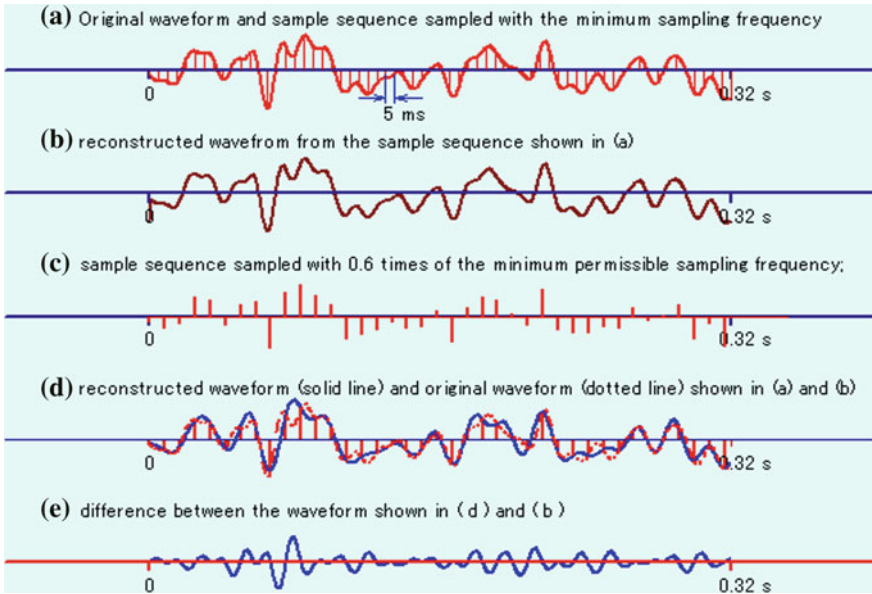 (a) Original waveform and sample sequence sampled with the minimum sampling frequency
0
0.32 s
5 ms
(b) reconstructed wavefrom from the sample sequence shown in (a)
0
0.32 s
(c) sample sequence sampled with 0.6 times of the minimum permissible sampling frequency;
0
0.32 s
(d) reconstructed waveform (solid line) and original waveform (dotted line) shown in (a) and (b)
0
0.32 s
(e) difference between the waveform shown in (d) and (b)
0
0.32 s